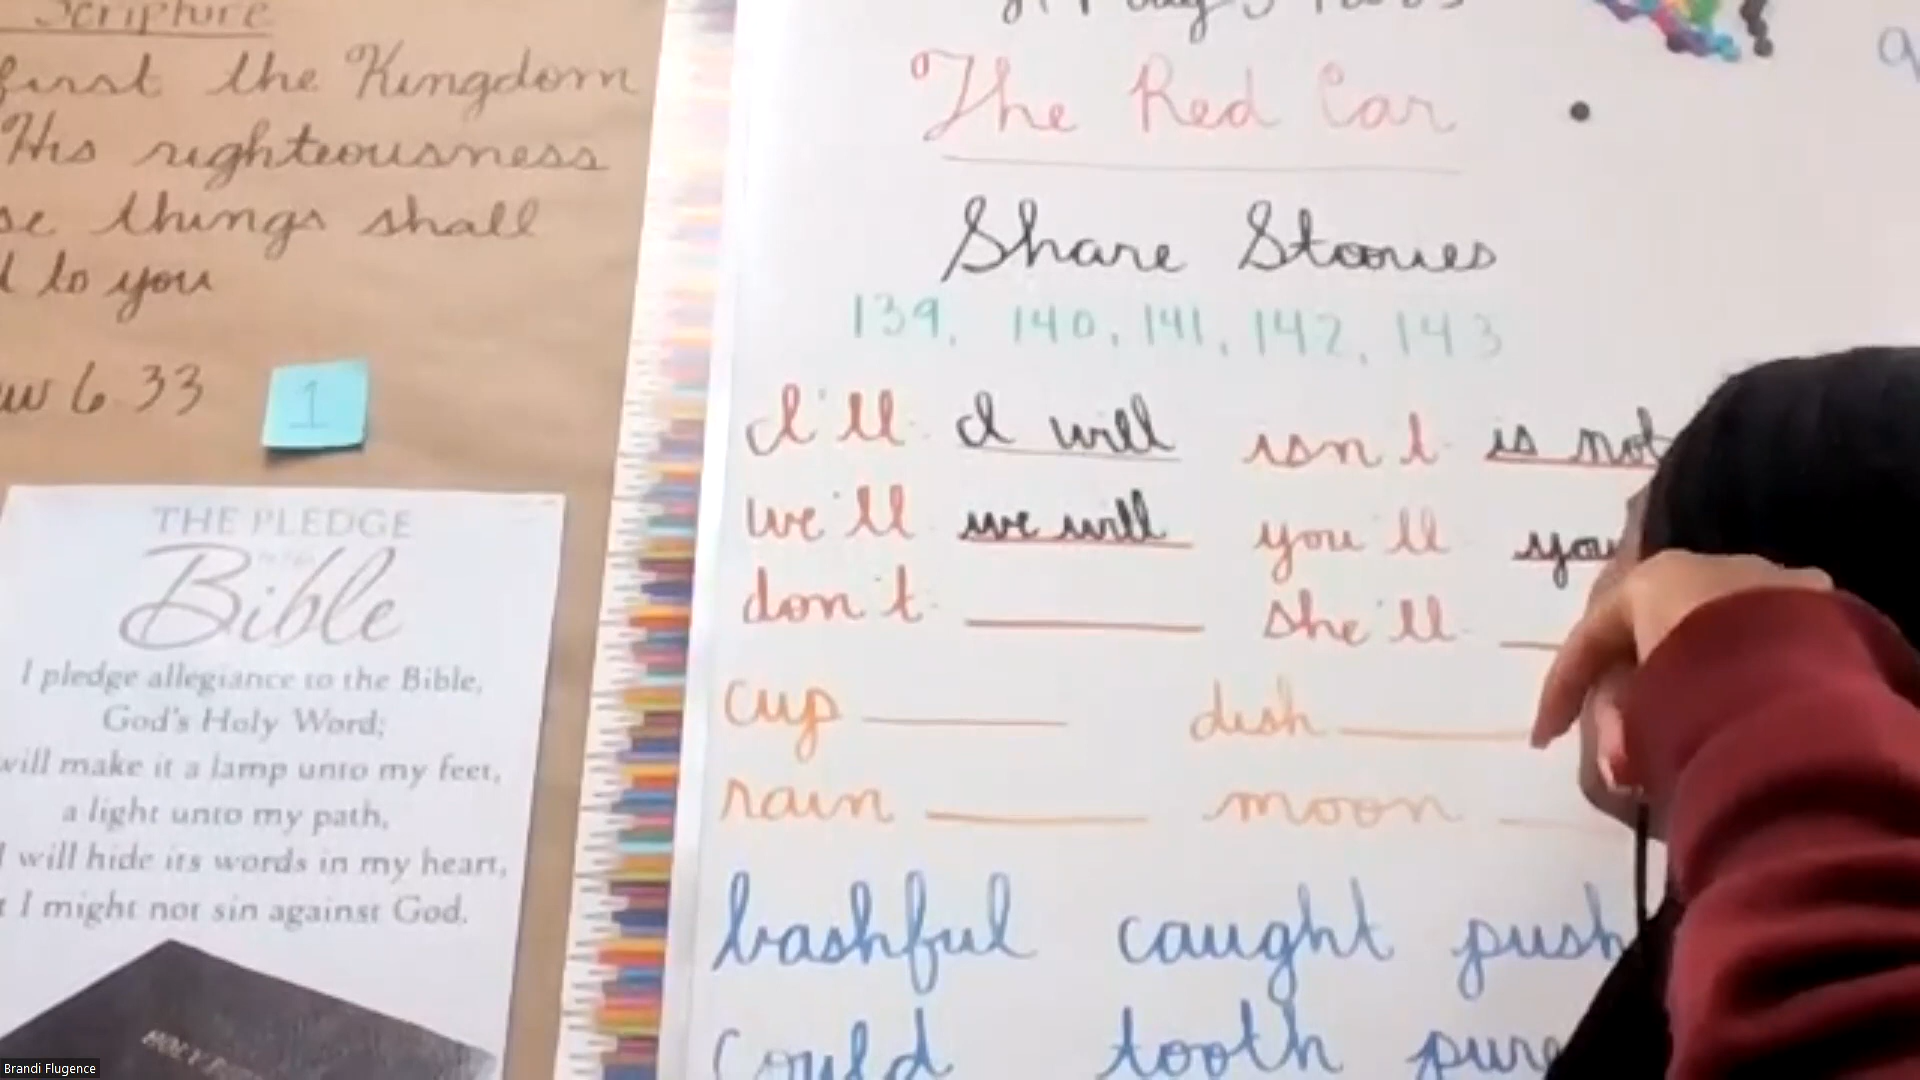 Scripture
first the Kingdom
His righteousness
se things shall
l to you
w 6 33
1
THE PLEDGE
Bible
I pledge allegiance to the Bible,
God's Holy Word;
will make it a lamp unto my feet,
a light unto my path,
I will hide its words in my heart,
t I might not sin against God.
HOLY
The Red Car
Share Stories
139, 140, 141, 142, 143
I'll I will isn't is not
we'll we will you'll you
don't she'll
cup dish
rain moon
bashful caught push
could tooth
Brandi Flugence